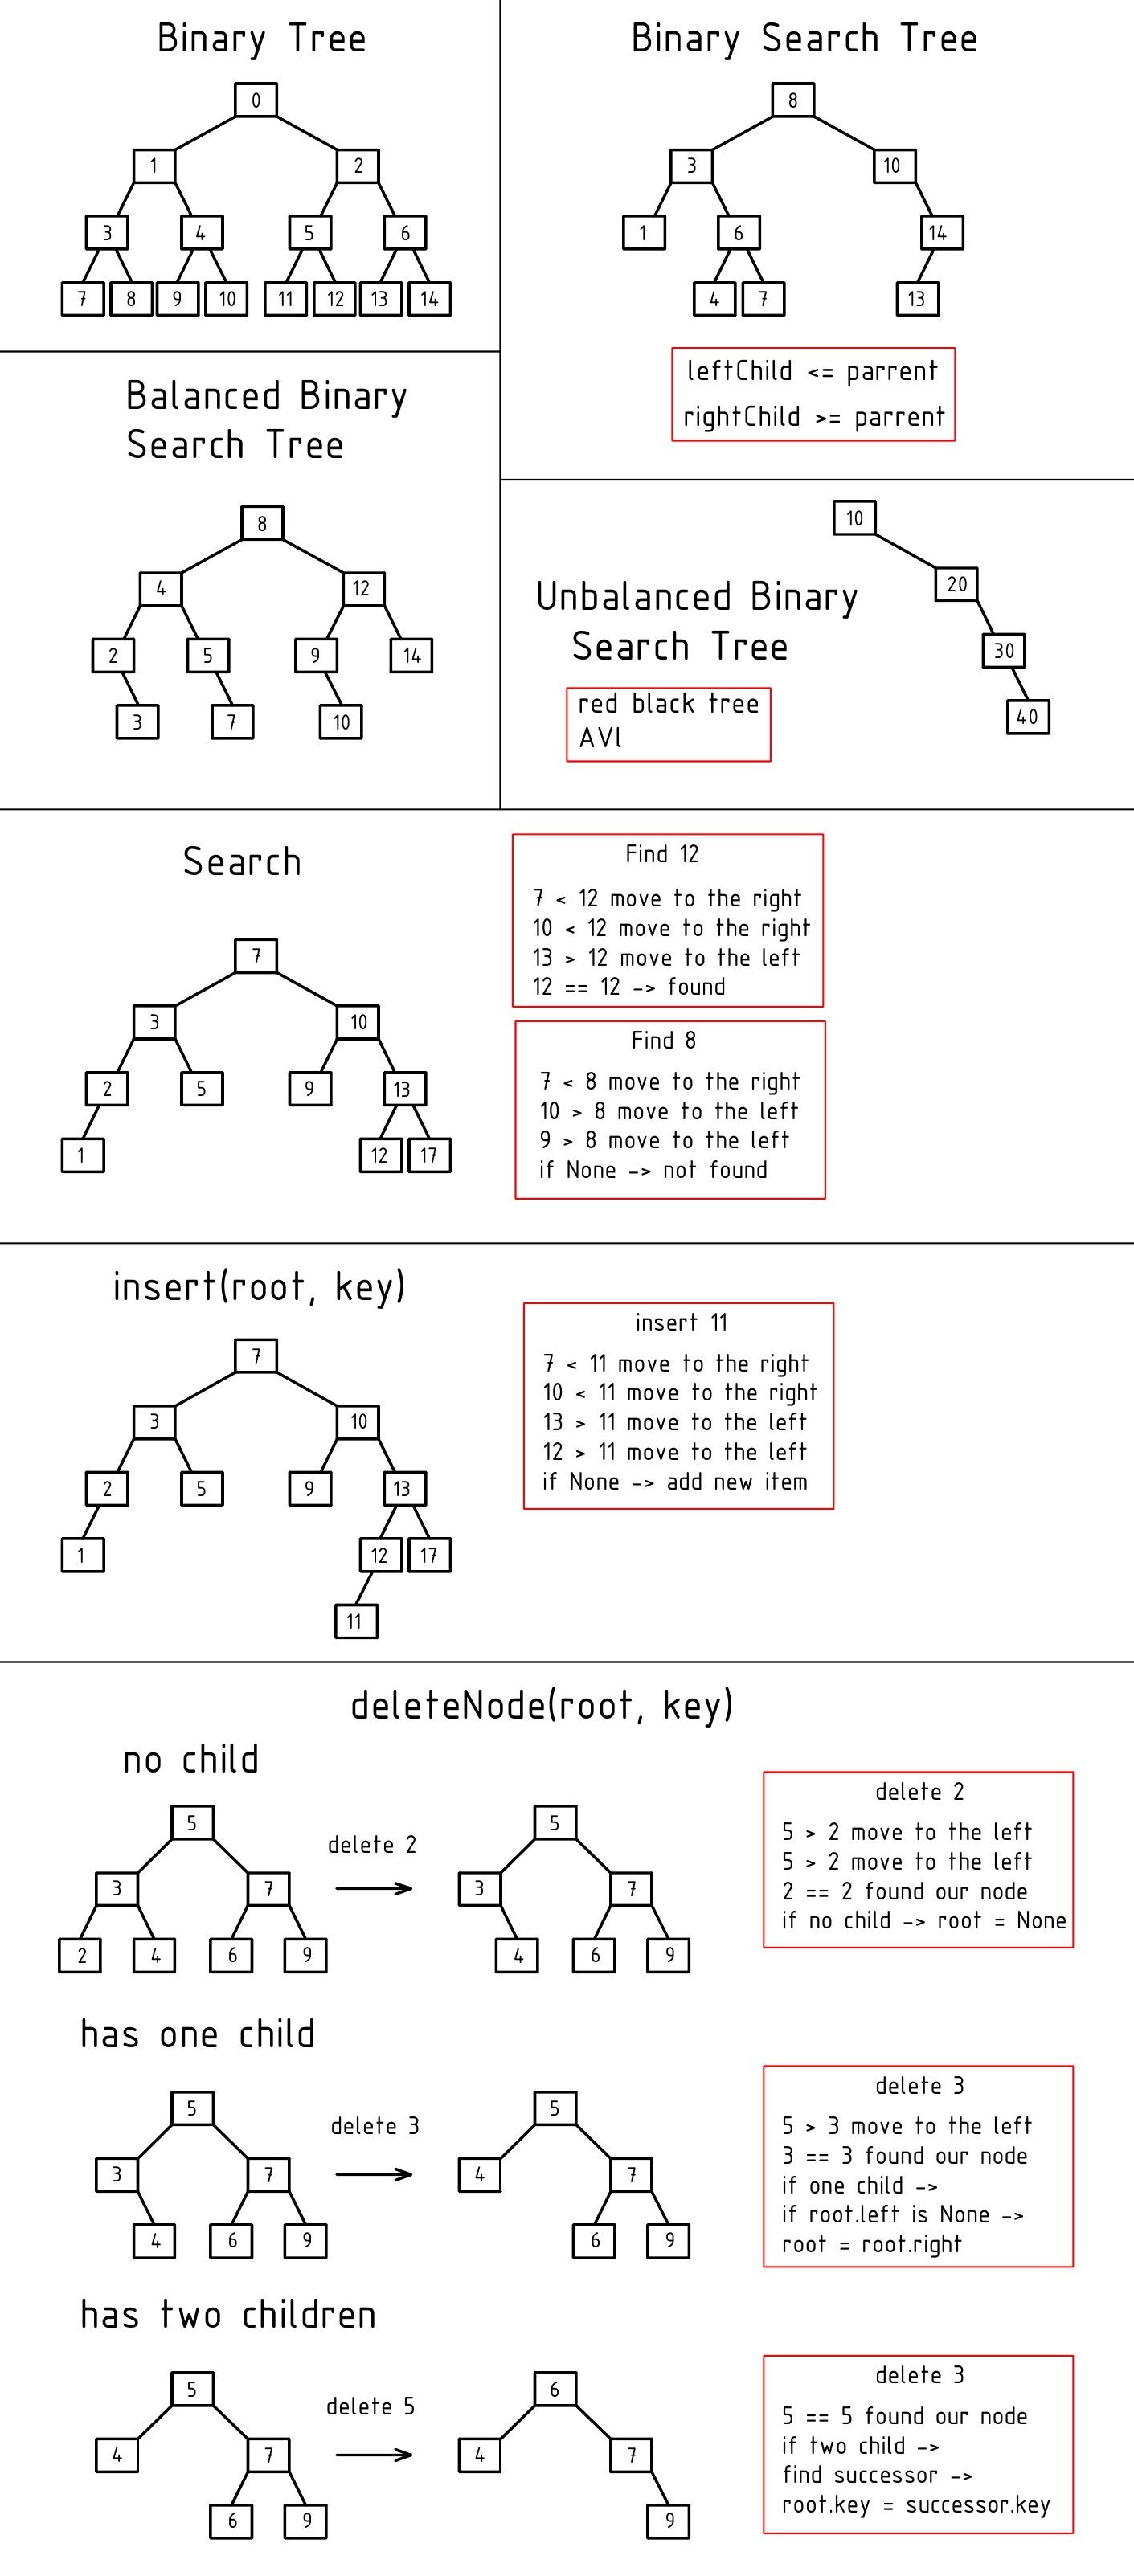 Binary Tree
0
1 2
3 4 5 6
7 8 9 10 11 12 13 14
Binary Search Tree
8
3 10
1 6 14
4 7 13
leftChild <= parrent
rightChild >= parrent
Balanced Binary
Search Tree
8
4 12
2 5 9 14
3 7 10
Unbalanced Binary
Search Tree
red black tree
AVl
10
20
30
40
Search
7
3 10
2 5 9 13
1 12 17
Find 12
7 < 12 move to the right
10 < 12 move to the right
13 > 12 move to the left
12 == 12 -> found
Find 8
7 < 8 move to the right
10 > 8 move to the left
9 > 8 move to the left
if None -> not found
insert(root, key)
7
3 10
2 5 9 13
1 12 17
11
insert 11
7 < 11 move to the right
10 < 11 move to the right
13 > 11 move to the left
12 > 11 move to the left
if None -> add new item
deleteNode(root, key)
no child
5
3 7
2 4 6 9
delete 2
5
3 7
4 6 9
delete 2
5 > 2 move to the left
5 > 2 move to the left
2 == 2 found our node
if no child -> root = None
has one child
5
3 7
4 6 9
delete 3
5
4 7
6 9
delete 3
5 > 3 move to the left
3 == 3 found our node
if one child ->
if root.left is None ->
root = root.right
has two children
5
4 7
6 9
delete 5
6
4 7
9
delete 3
5 == 5 found our node
if two child ->
find successor ->
root.key = successor.key